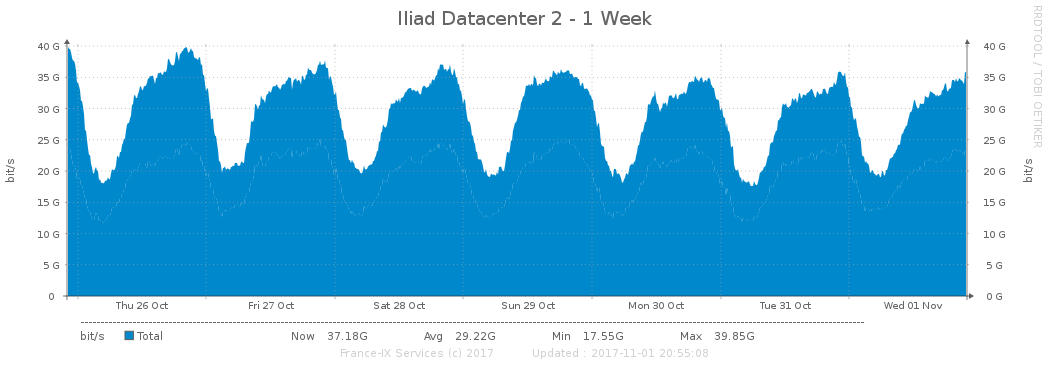 Iliad Datacenter 2 - 1 Week
RRDTOOL / TOBI OETIKER
bit/s
40 G
35 G
30 G
25 G
20 G
15 G
10 G
5 G
0
40 G
35 G
30 G
25 G
20 G
15 G
10 G
5 G
0 G
bit/s
Thu 26 Oct Fri 27 Oct Sat 28 Oct Sun 29 Oct Mon 30 Oct Tue 31 Oct Wed 01 Nov
bit/s Total Now 37.18G Avg 29.22G Min 17.55G Max 39.85G
France-IX Services (c) 2017 Updated : 2017-11-01 20:55:08